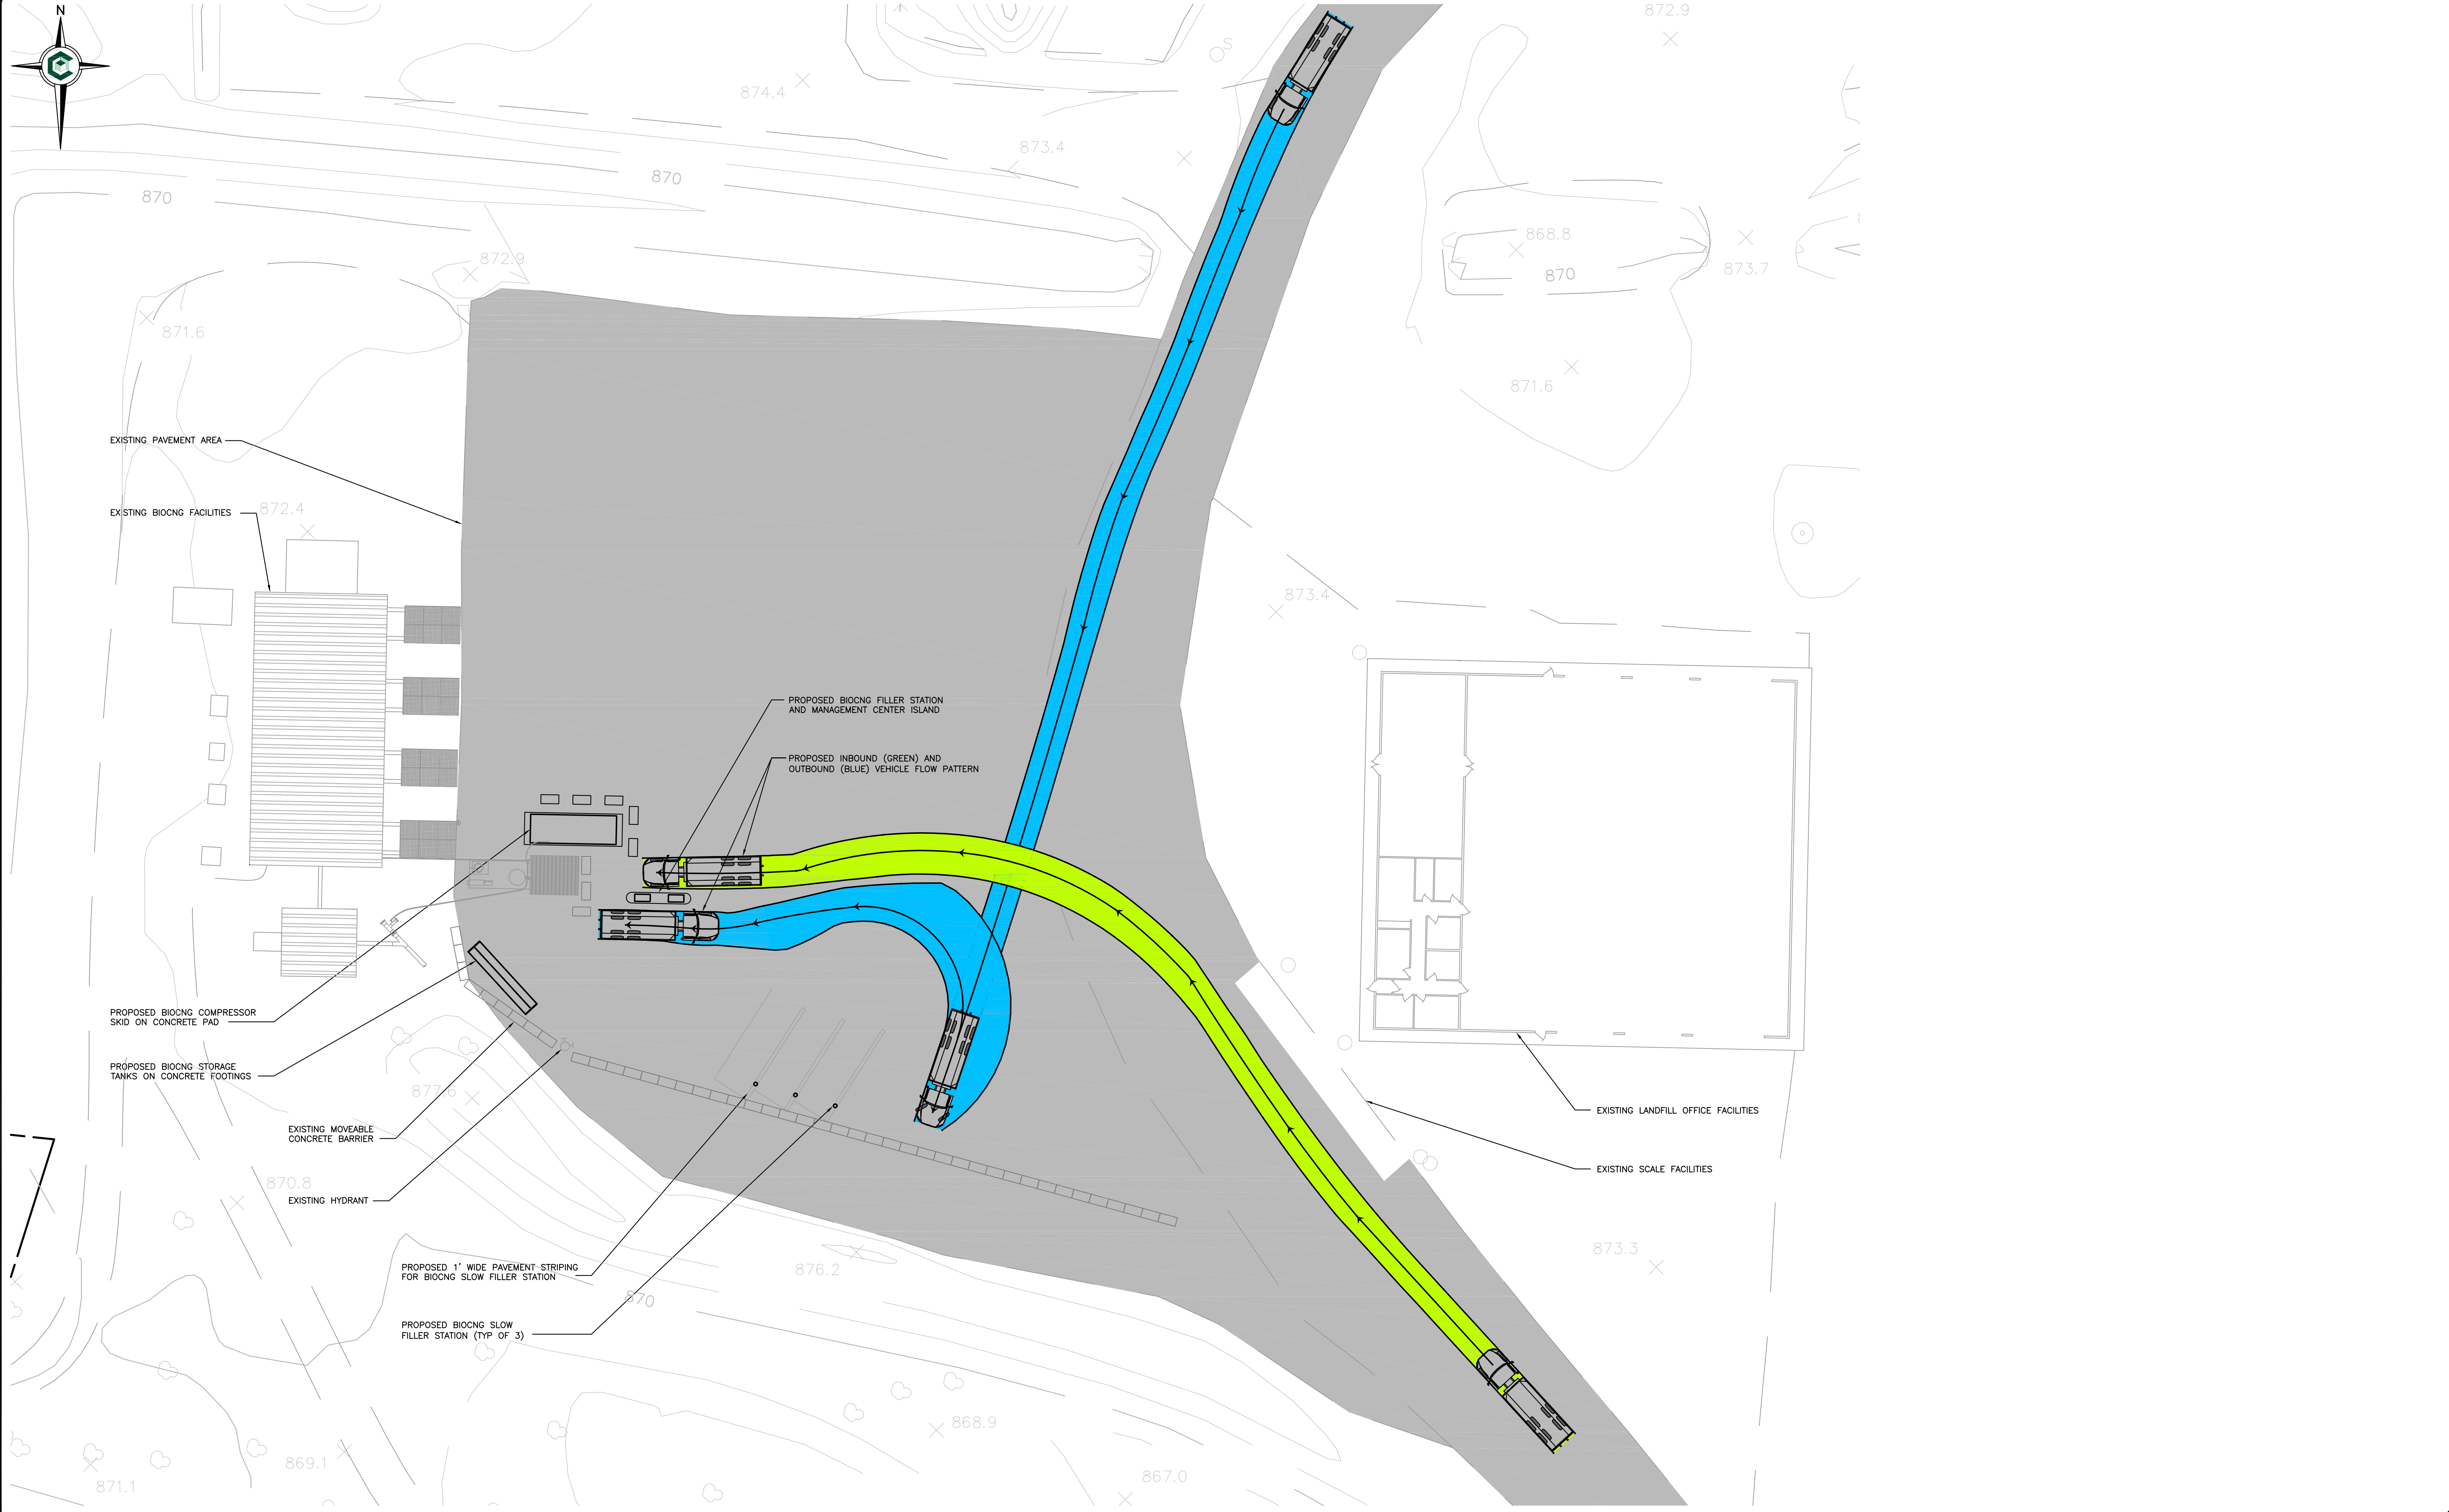 N
872.9
S
874.4
873.4
870
870
868.8
870
873.7
872.9
871.6
871.6
EXISTING PAVEMENT AREA
EXISTING BIOCNG FACILITIES
872.4
873.4
PROPOSED BIOCNG FILLER STATION
AND MANAGEMENT CENTER ISLAND
PROPOSED INBOUND (GREEN) AND
OUTBOUND (BLUE) VEHICLE FLOW PATTERN
PROPOSED BIOCNG COMPRESSOR
SKID ON CONCRETE PAD
PROPOSED BIOCNG STORAGE
TANKS ON CONCRETE FOOTINGS
877.6
EXISTING MOVEABLE
CONCRETE BARRIER
870.8
EXISTING HYDRANT
EXISTING LANDFILL OFFICE FACILITIES
EXISTING SCALE FACILITIES
873.3
PROPOSED 1' WIDE PAVEMENT STRIPING
FOR BIOCNG SLOW FILLER STATION
876.2
870
PROPOSED BIOCNG SLOW
FILLER STATION (TYP OF 3)
868.9
869.1
871.1
867.0